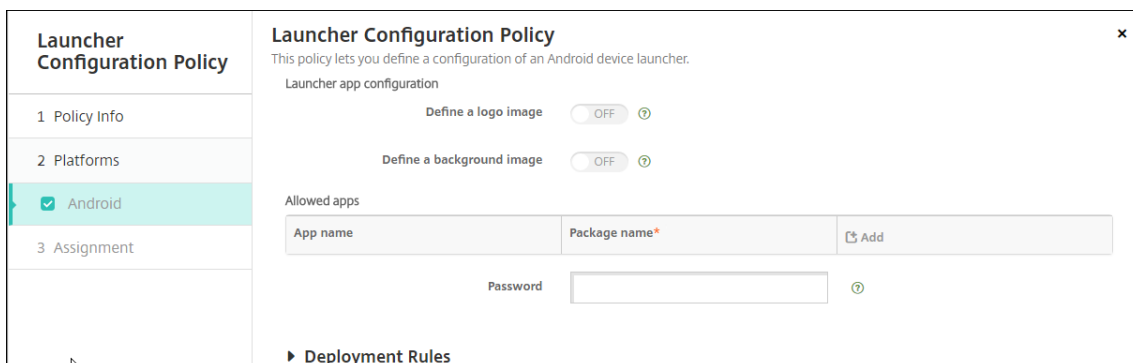 Launcher
Configuration Policy
1 Policy Info
2 Platforms
Android
3 Assignment
Launcher Configuration Policy
×
This policy lets you define a configuration of an Android device launcher.
Launcher app configuration
Define a logo image OFF ?
Define a background image OFF ?
Allowed apps
App name Package name* Add
Password ?
Deployment Rules